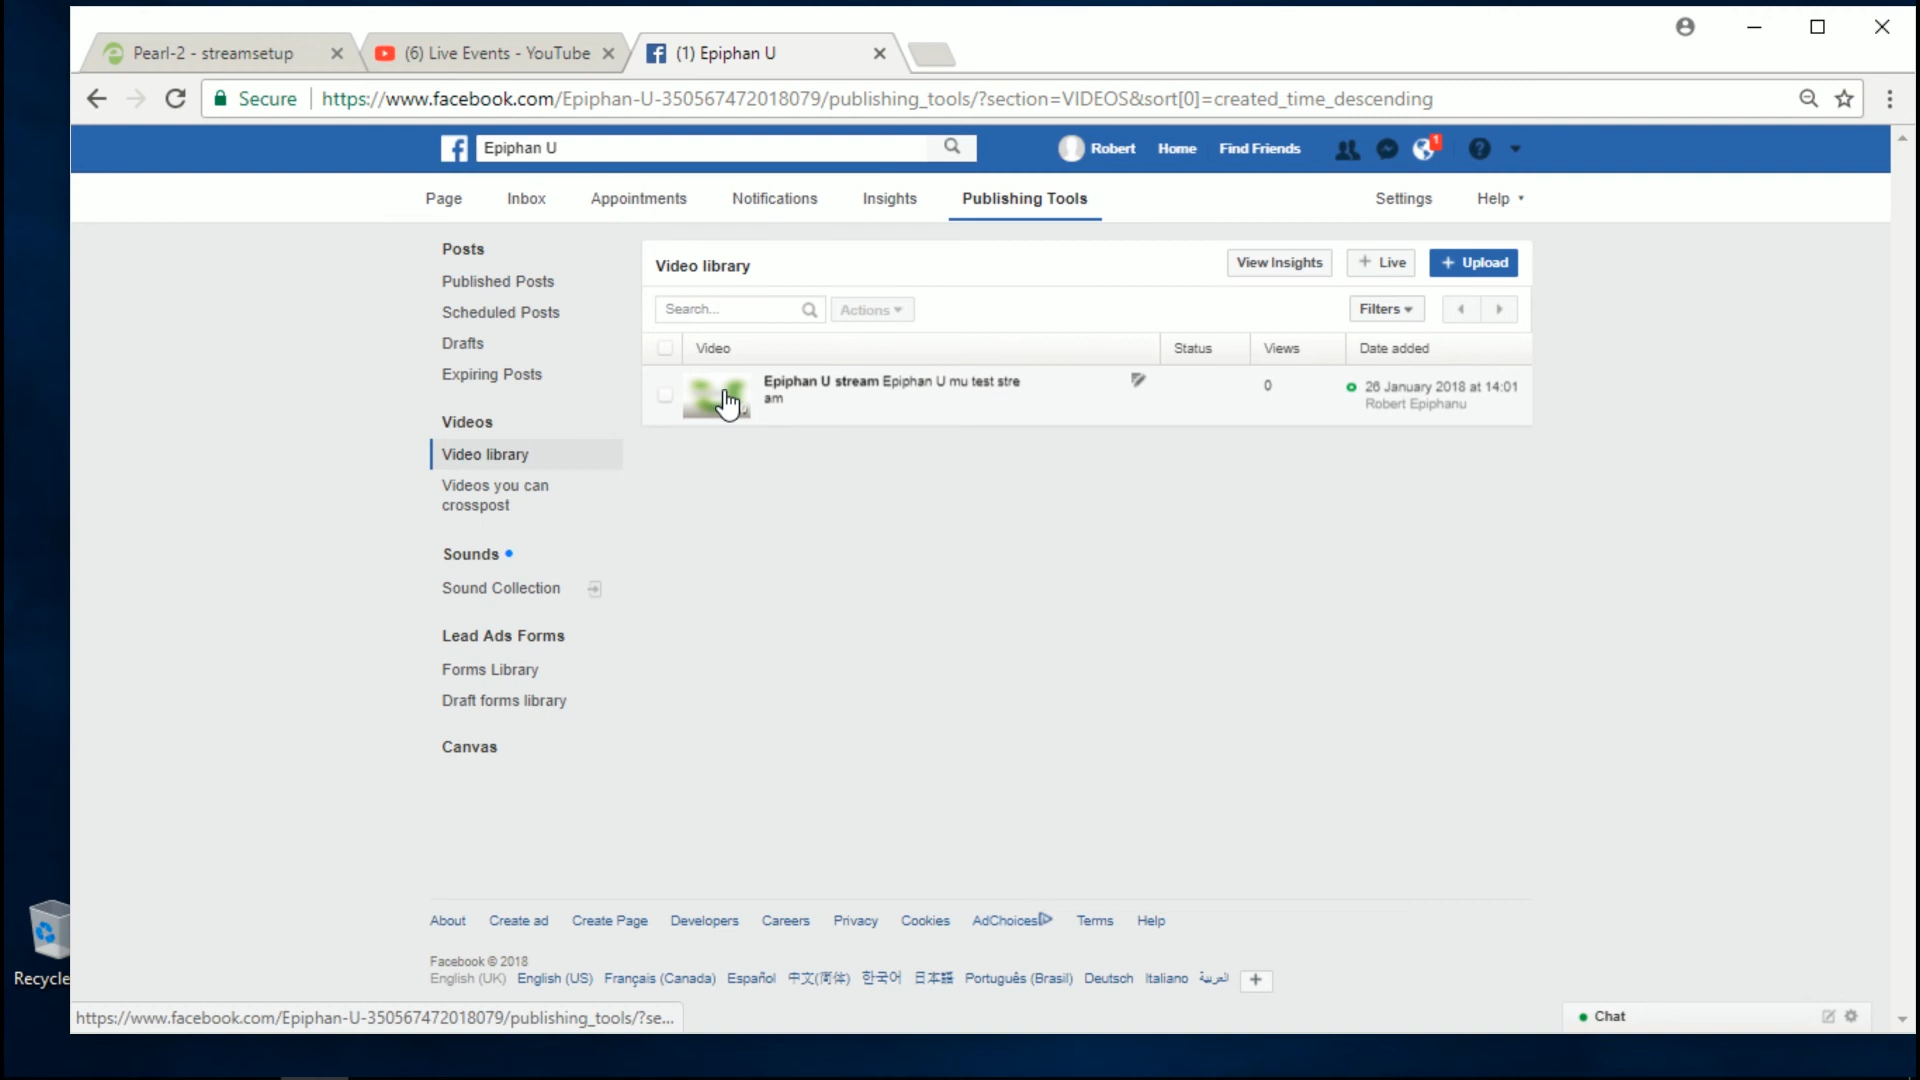 Pearl-2 - streamsetup
(6) Live Events - YouTube
(1) Epiphan U
Secure
https://www.facebook.com/Epiphan-U-350567472018079/publishing_tools/?section=VIDEOS&sort[0]=created_time_descending
Epiphan U
Robert
Home
Find Friends
1
Page
Inbox
Appointments
Notifications
Insights
Publishing Tools
Settings
Help
Posts
Published Posts
Scheduled Posts
Drafts
Expiring Posts
Videos
Video library
Videos you can
crosspost
Sounds
Sound Collection
Lead Ads Forms
Forms Library
Draft forms library
Canvas
Video library
View Insights
+ Live
+ Upload
Search...
Actions
Filters
Video
Status
Views
Date added
Epiphan U stream Epiphan U mu test stre
am
0
26 January 2018 at 14:01
Robert Epiphanu
About
Create ad
Create Page
Developers
Careers
Privacy
Cookies
AdChoices
Terms
Help
Facebook © 2018
English (UK) English (US) Français (Canada) Español 中文(简体) 한국어 日本語 Português (Brasil) Deutsch Italiano العربية +
Recycle
https://www.facebook.com/Epiphan-U-350567472018079/publishing_tools/?se...
Chat